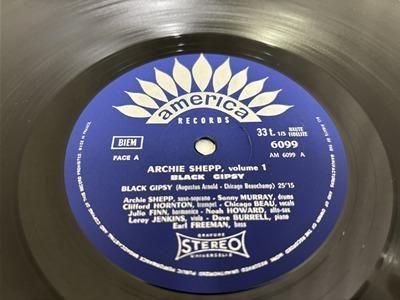 america
RECORDS
BIEM
FACE A
33 t. 1/3 HAUTE FIDELITE
6099
AM 6099 A
ARCHIE SHEPP, volume 1
BLACK GIPSY
BLACK GIPSY (Augustus Arnold - Chicago Beauchamp) 25'15
Archie SHEPP, saxo-soprano - Sonny MURRAY, drums
Clifford HORNTON, trumpet - Chicago BEAU, vocals
Julio FINN, harmonica - Noah HOWARD, alto-sax
Leroy JENKINS, viola - Dave BURRELL, piano
Earl FREEMAN, bass
GRAVURE
STEREO
UNIVERSELLE